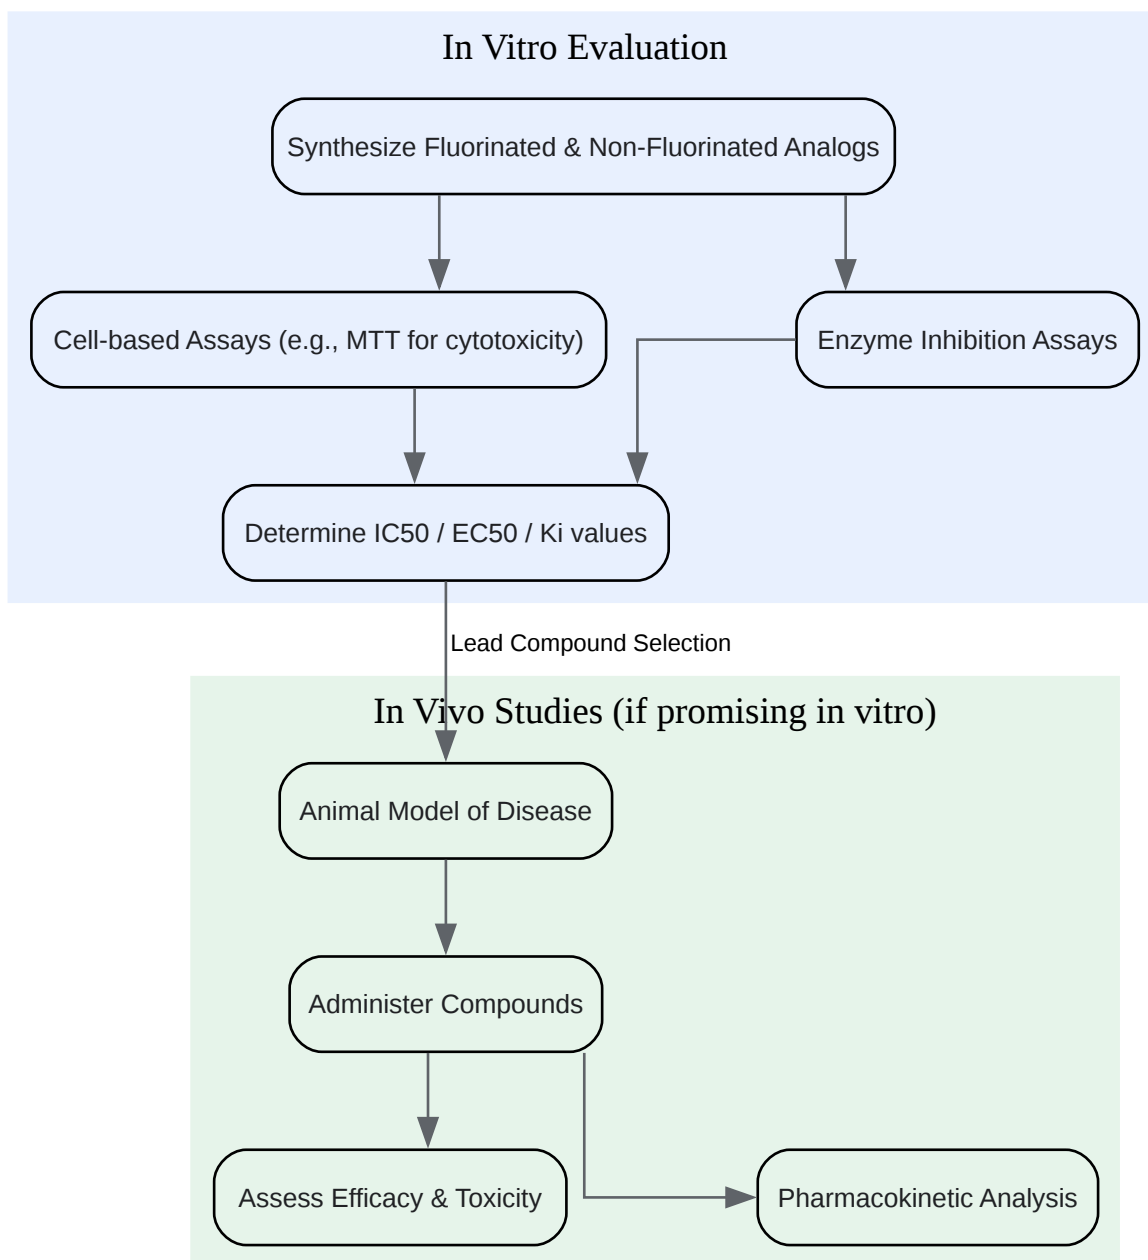 In Vitro Evaluation
Synthesize Fluorinated & Non-Fluorinated Analogs
Cell-based Assays (e.g., MTT for cytotoxicity)
Enzyme Inhibition Assays
Determine IC50 / EC50 / Ki values
Lead Compound Selection
In Vivo Studies (if promising in vitro)
Animal Model of Disease
Administer Compounds
Assess Efficacy & Toxicity
Pharmacokinetic Analysis